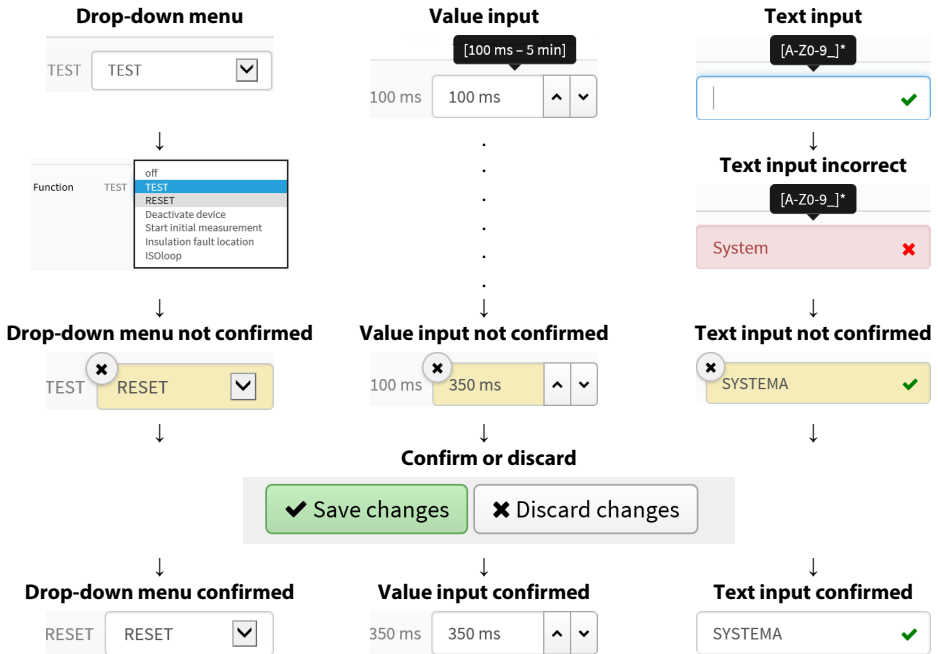 Drop-down menu
Value input
Text input
[100 ms – 5 min]
[A-Z0-9_]*
TEST
TEST
100 ms
100 ms
Text input incorrect
[A-Z0-9_]*
Function
TEST
off
TEST
RESET
Deactivate device
Start initial measurement
Insulation fault location
ISOloop
System
Drop-down menu not confirmed
Value input not confirmed
Text input not confirmed
TEST
RESET
100 ms
350 ms
SYSTEMA
Confirm or discard
Save changes
Discard changes
Drop-down menu confirmed
Value input confirmed
Text input confirmed
RESET
RESET
350 ms
350 ms
SYSTEMA